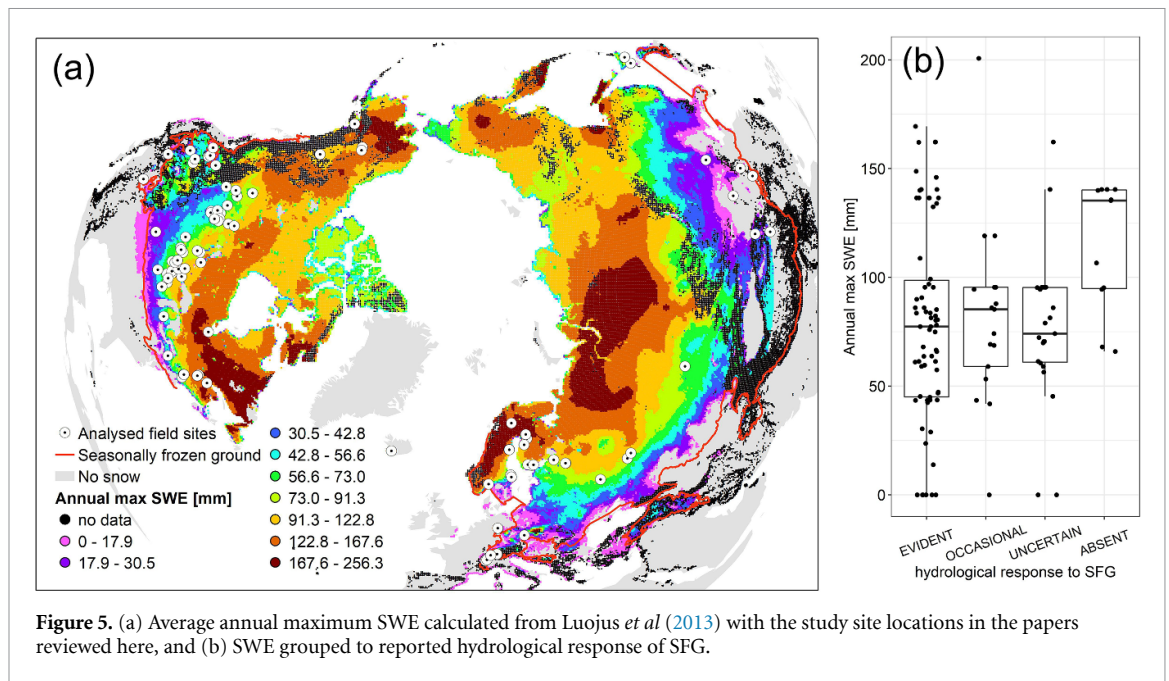 (a)
Analysed field sites
Seasonally frozen ground
No snow
Annual max SWE [mm]
no data
0 - 17.9
17.9 - 30.5
30.5 - 42.8
42.8 - 56.6
56.6 - 73.0
73.0 - 91.3
91.3 - 122.8
122.8 - 167.6
167.6 - 256.3
(b)
Annual max SWE [mm]
200
150
100
50
0
EVIDENT
OCCASIONAL
UNCERTAIN
ABSENT
hydrological response to SFG
Figure 5. (a) Average annual maximum SWE calculated from Luojus et al (2013) with the study site locations in the papers
reviewed here, and (b) SWE grouped to reported hydrological response of SFG.